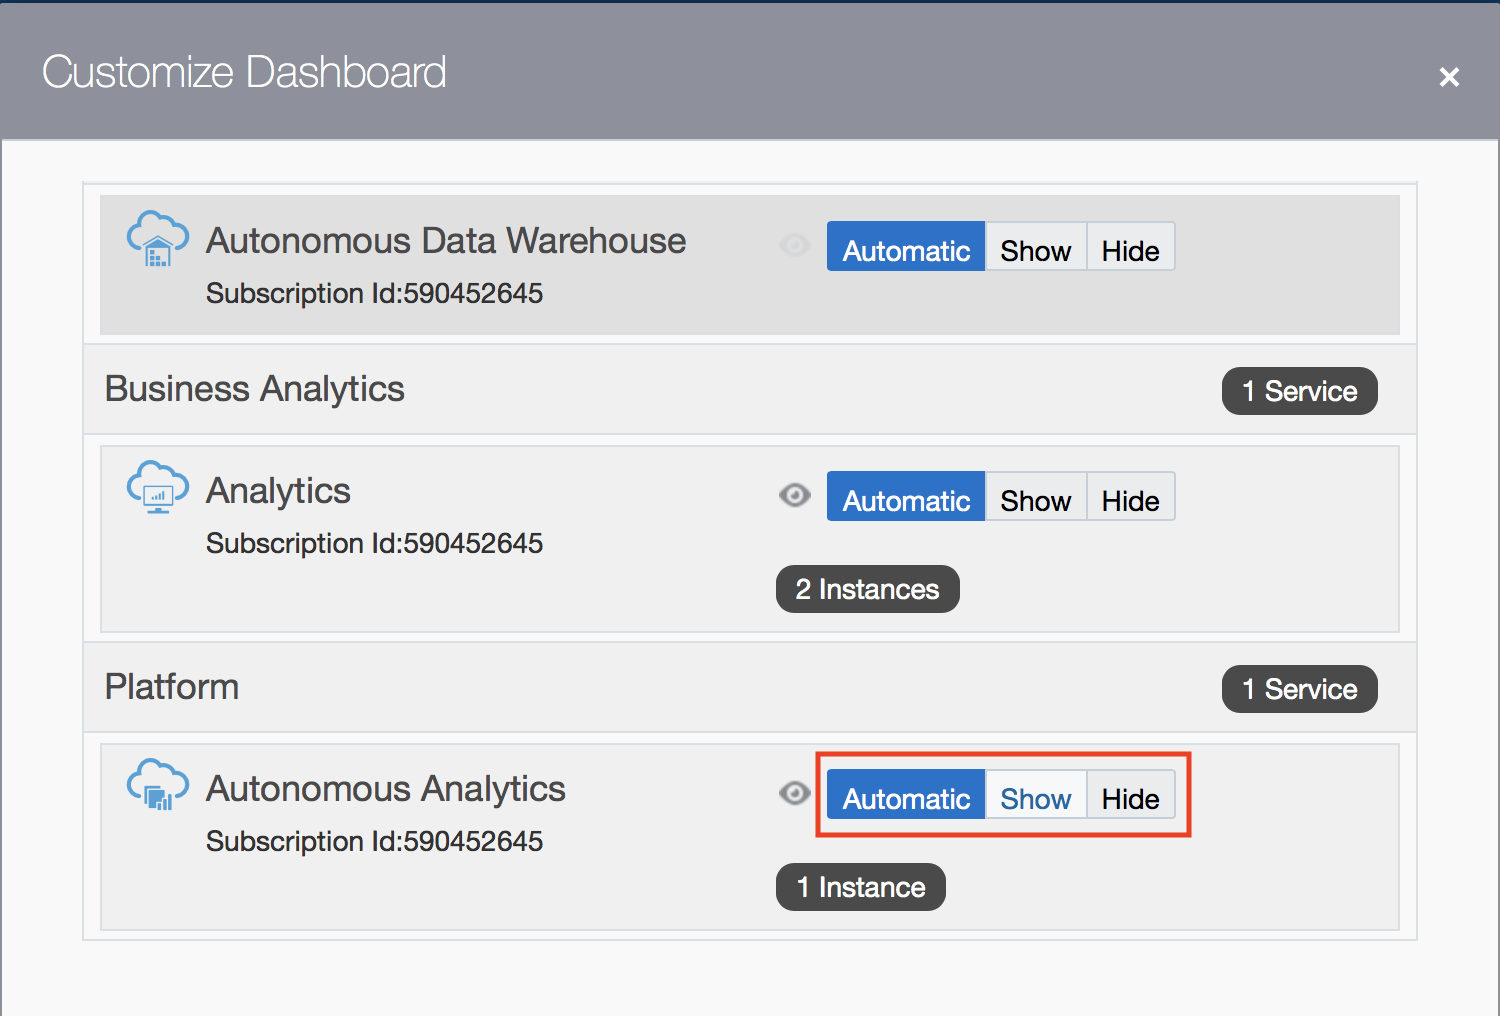 Customize Dashboard
Autonomous Data Warehouse
Automatic Show Hide
Subscription Id:590452645
Business Analytics
1 Service
Analytics
Automatic Show Hide
Subscription Id:590452645
2 Instances
Platform
1 Service
Autonomous Analytics
Automatic Show Hide
Subscription Id:590452645
1 Instance